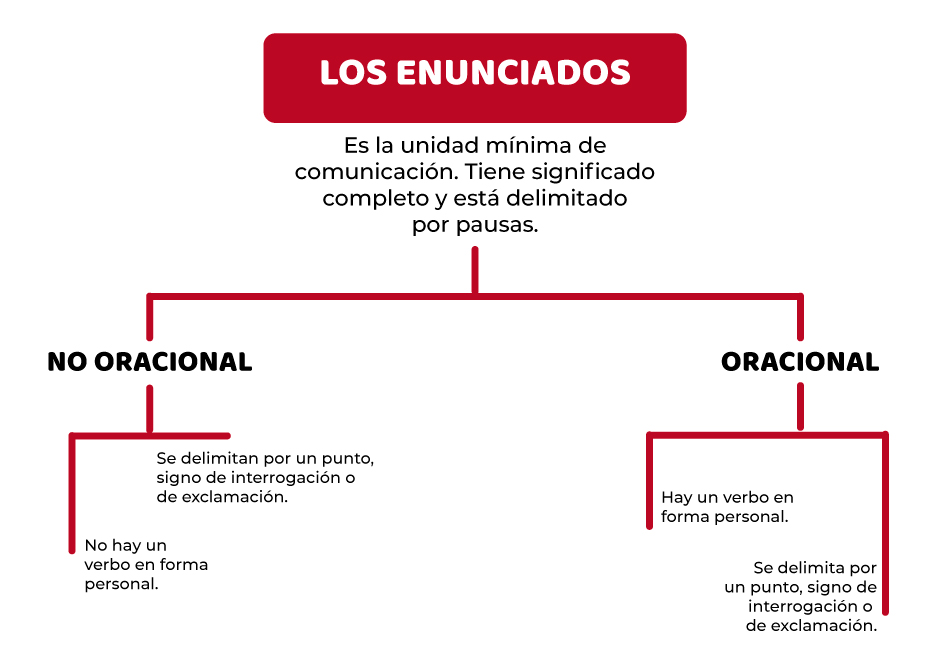 LOS ENUNCIADOS
Es la unidad mínima de
comunicación. Tiene significado
completo y está delimitado
por pausas.
NO ORACIONAL
Se delimitan por un punto,
signo de interrogación o
de exclamación.
No hay un
verbo en forma
personal.
ORACIONAL
Hay un verbo en
forma personal.
Se delimita por
un punto, signo de
interrogación o
de exclamación.